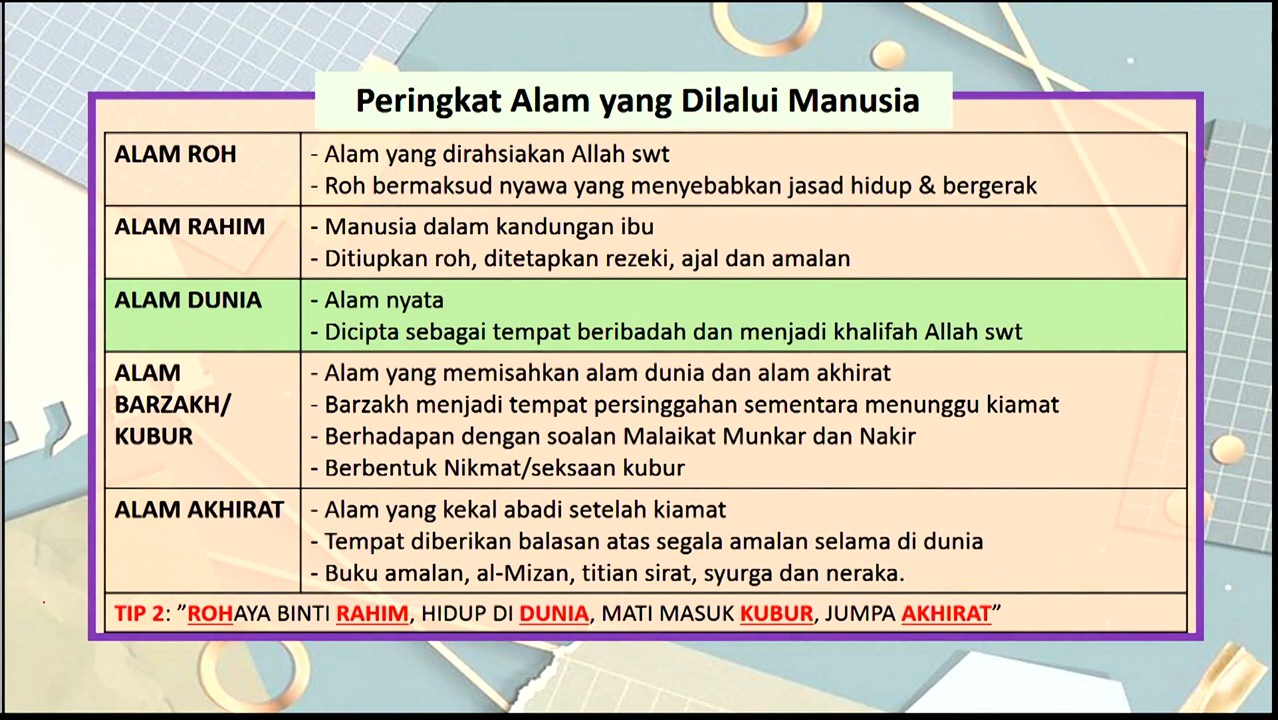 Peringkat Alam yang Dilalui Manusia
ALAM ROH
- Alam yang dirahsiakan Allah swt
- Roh bermaksud nyawa yang menyebabkan jasad hidup & bergerak
ALAM RAHIM
- Manusia dalam kandungan ibu
- Ditiupkan roh, ditetapkan rezeki, ajal dan amalan
ALAM DUNIA
- Alam nyata
- Dicipta sebagai tempat beribadah dan menjadi khalifah Allah swt
ALAM
BARZAKH/
KUBUR
- Alam yang memisahkan alam dunia dan alam akhirat
- Barzakh menjadi tempat persinggahan sementara menunggu kiamat
- Berhadapan dengan soalan Malaikat Munkar dan Nakir
- Berbentuk Nikmat/seksaan kubur
ALAM AKHIRAT
- Alam yang kekal abadi setelah kiamat
- Tempat diberikan balasan atas segala amalan selama di dunia
- Buku amalan, al-Mizan, titian sirat, syurga dan neraka.
TIP 2: ”ROHAYA BINTI RAHIM, HIDUP DI DUNIA, MATI MASUK KUBUR, JUMPA AKHIRAT”